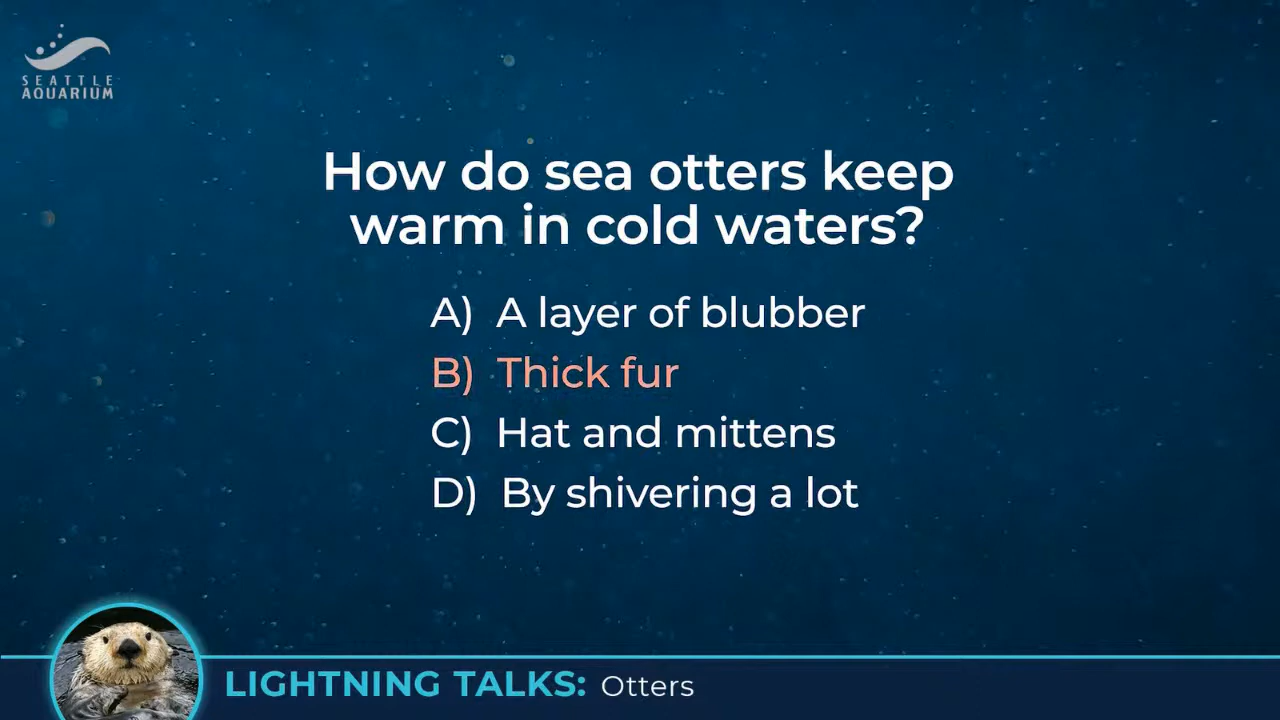 SEATTLE
AQUARIUM
How do sea otters keep
warm in cold waters?
A) A layer of blubber
B) Thick fur
C) Hat and mittens
D) By shivering a lot
LIGHTNING TALKS: Otters